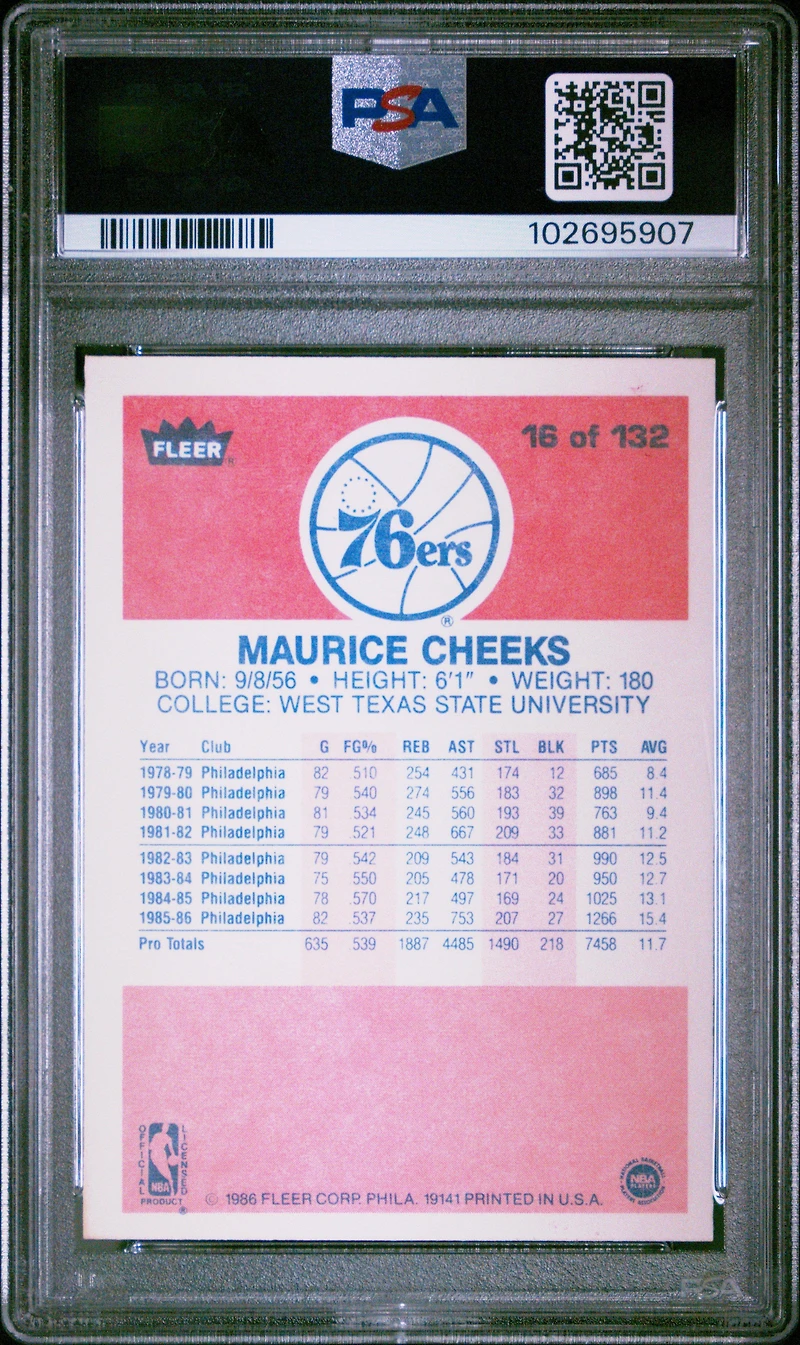 PSA
102695907
FLEER
16 of 132
76ers
®
MAURICE CHEEKS
BORN: 9/8/56 • HEIGHT: 6'1" • WEIGHT: 180
COLLEGE: WEST TEXAS STATE UNIVERSITY
Year Club G FG% REB AST STL BLK PTS AVG
1978-79 Philadelphia 82 .510 254 431 174 12 685 8.4
1979-80 Philadelphia 79 .540 274 556 183 32 898 11.4
1980-81 Philadelphia 81 .534 245 560 193 39 763 9.4
1981-82 Philadelphia 79 .521 248 667 209 33 881 11.2
1982-83 Philadelphia 79 .542 209 543 184 31 990 12.5
1983-84 Philadelphia 75 .550 205 478 171 20 950 12.7
1984-85 Philadelphia 78 .570 217 497 169 24 1025 13.1
1985-86 Philadelphia 82 .537 235 753 207 27 1266 15.4
Pro Totals 635 .539 1887 4485 1490 218 7458 11.7
OFFICIAL LICENSED
NBA
PRODUCT ®
© 1986 FLEER CORP. PHILA. 19141 PRINTED IN U.S.A.
NATIONAL BASKETBALL
NBA
PLAYERS
ASSOCIATION
PSA